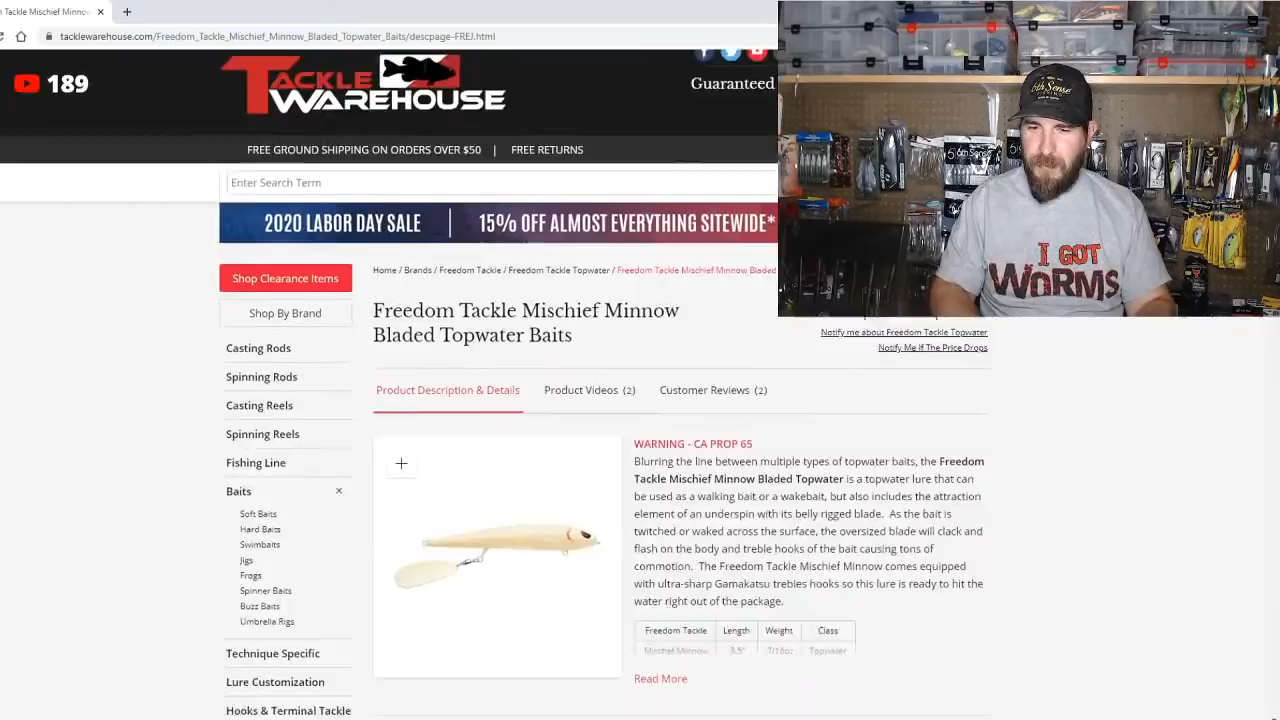 n Tackle Mischief Minnow
tacklewarehouse.com/Freedom_Tackle_Mischief_Minnow_Bladed_Topwater_Baits/descpage-FREJ.html
189
TACKLE
WAREHOUSE
Guaranteed
FREE GROUND SHIPPING ON ORDERS OVER $50 | FREE RETURNS
Enter Search Term
2020 LABOR DAY SALE | 15% OFF ALMOST EVERYTHING SITEWIDE*
6th Sense
6th Sense
I GOT
WORMS
Shop Clearance Items
Shop By Brand
Casting Rods
Spinning Rods
Casting Reels
Spinning Reels
Fishing Line
Baits
Soft Baits
Hard Baits
Swimbaits
Jigs
Frogs
Spinner Baits
Buzz Baits
Umbrella Rigs
Technique Specific
Lure Customization
Hooks & Terminal Tackle
Home / Brands / Freedom Tackle / Freedom Tackle Topwater / Freedom Tackle Mischief Minnow Bladed
Freedom Tackle Mischief Minnow
Bladed Topwater Baits
Notify me about Freedom Tackle Topwater
Notify Me If The Price Drops
Product Description & Details
Product Videos (2)
Customer Reviews (2)
WARNING - CA PROP 65
Blurring the line between multiple types of topwater baits, the Freedom
Tackle Mischief Minnow Bladed Topwater is a topwater lure that can
be used as a walking bait or a wakebait, but also includes the attraction
element of an underspin with its belly rigged blade. As the bait is
twitched or waked across the surface, the oversized blade will clack and
flash on the body and treble hooks of the bait causing tons of
commotion. The Freedom Tackle Mischief Minnow comes equipped
with ultra-sharp Gamakatsu trebles hooks so this lure is ready to hit the
water right out of the package.
Freedom Tackle Length Weight Class
Mischief Minnow 3.5" 7/16oz Topwater
Read More